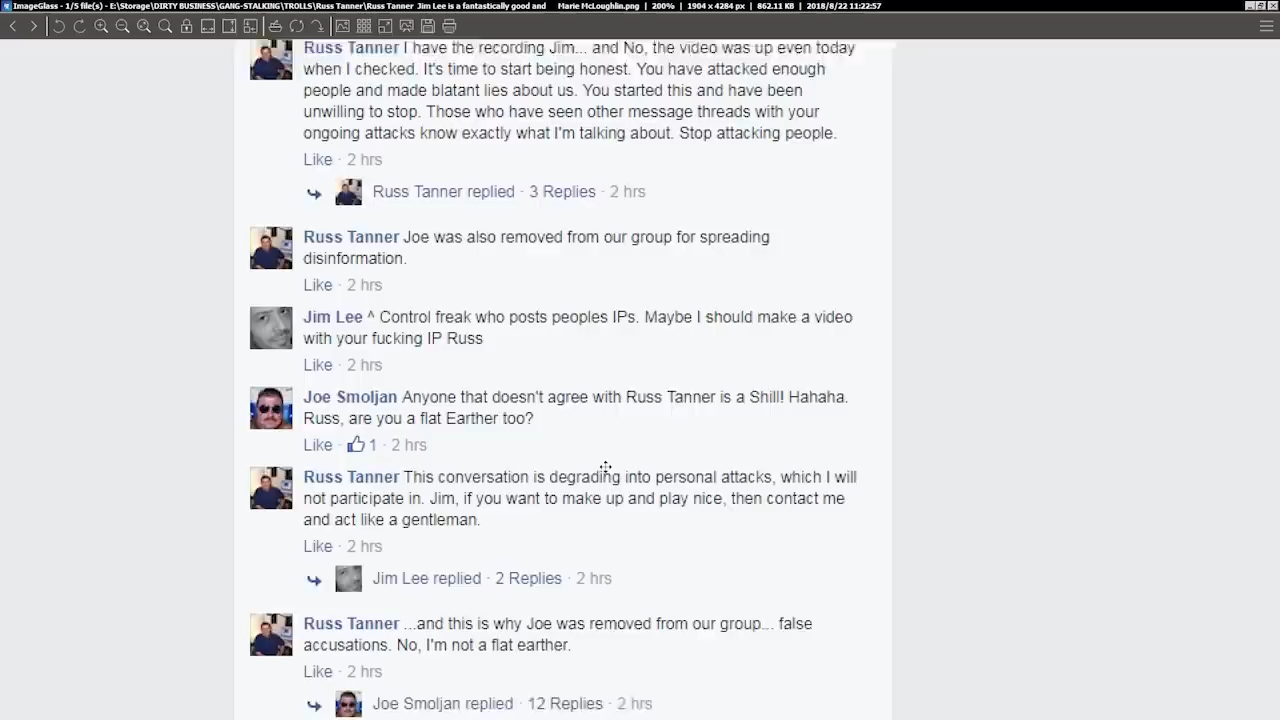 ImageGlass - 1/5 file(s) - E:\Storage\DIRTY BUSINESS\GANG-STALKING\TROLLS\Russ Tanner\Russ Tanner  Jim Lee is a fantastically good and    Marie McLoughlin.png | 200% | 1904 x 4284 px | 862.11 KB | 2018/8/22 11:22:57
Russ Tanner I have the recording Jim... and No, the video was up even today
when I checked. It's time to start being honest. You have attacked enough
people and made blatant lies about us. You started this and have been
unwilling to stop. Those who have seen other message threads with your
ongoing attacks know exactly what I'm talking about. Stop attacking people.
Like · 2 hrs
Russ Tanner replied · 3 Replies · 2 hrs
Russ Tanner Joe was also removed from our group for spreading
disinformation.
Like · 2 hrs
Jim Lee ^ Control freak who posts peoples IPs. Maybe I should make a video
with your fucking IP Russ
Like · 2 hrs
Joe Smoljan Anyone that doesn't agree with Russ Tanner is a Shill! Hahaha.
Russ, are you a flat Earther too?
Like · 1 · 2 hrs
Russ Tanner This conversation is degrading into personal attacks, which I will
not participate in. Jim, if you want to make up and play nice, then contact me
and act like a gentleman.
Like · 2 hrs
Jim Lee replied · 2 Replies · 2 hrs
Russ Tanner ...and this is why Joe was removed from our group... false
accusations. No, I'm not a flat earther.
Like · 2 hrs
Joe Smoljan replied · 12 Replies · 2 hrs